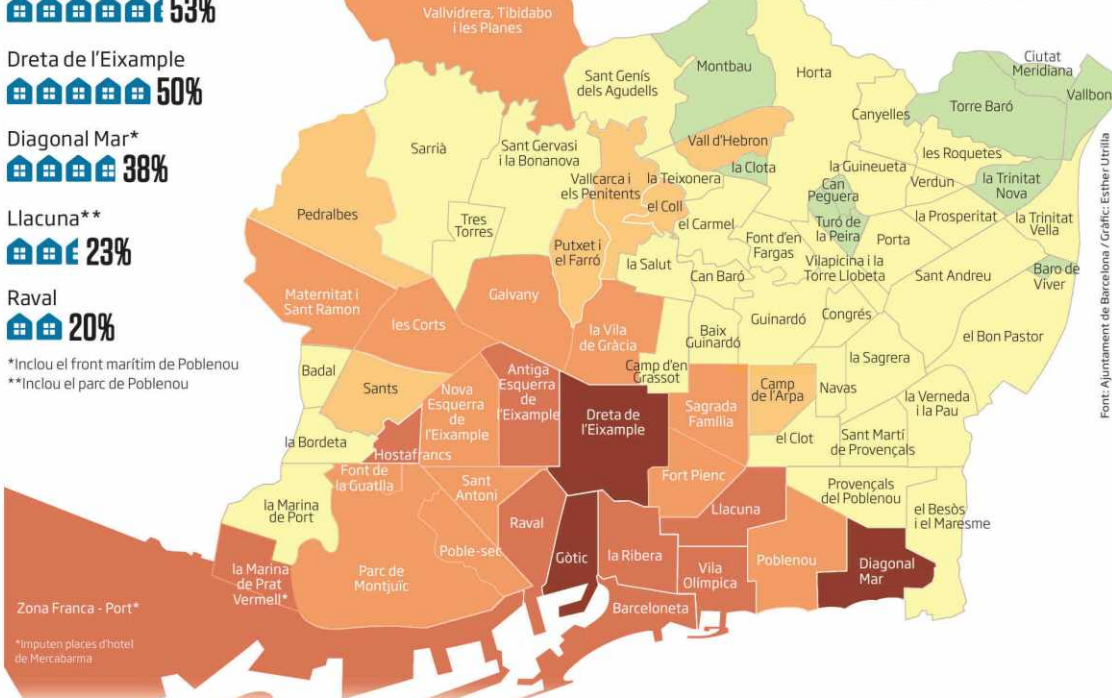 53%
Dreta de l'Eixample
50%
Diagonal Mar*
38%
Llacuna**
23%
Raval
20%
*Inclou el front marítim de Poblenou
**Inclou el parc de Poblenou
Vallvidrera, Tibidabo
i les Planes
Sant Genís
dels Agudells
Montbau
Horta
Ciutat
Meridiana
Vallbon
Torre Baró
Canyelles
Sarrià
Sant Gervasi
i la Bonanova
Vall d'Hebron
la Clota
la Guineueta
les Roquetes
Vallcarca i
els Penitents
la Teixonera
Can
Peguera
Verdun
la Trinitat
Nova
Pedralbes
Tres
Torres
el Coll
el Carmel
Turó de
la Peira
la Prosperitat
la Trinitat
Vella
Putxet i
el Farró
la Salut
Font d'en
Fargas
Porta
Can Baró
Vilapicina i la
Torre Llobeta
Sant Andreu
Baro de
Viver
Maternitat i
Sant Ramon
Galvany
les Corts
la Vila
de Gràcia
Baix
Guinardó
Guinardó
Congrés
el Bon Pastor
la Sagrera
Badal
Sants
Camp d'en
Grassot
Antiga
Esquerra
de
l'Eixample
Nova
Esquerra
de
l'Eixample
Dreta de
l'Eixample
Sagrada
Família
Camp
de l'Arpa
Navas
la Verneda
i la Pau
la Bordeta
Hostafrancs
el Clot
Sant Martí
de Provençals
Font de
la Guatlla
Sant
Antoni
Fort Pienc
Provençals
del Poblenou
la Marina
de Port
Raval
Llacuna
el Besòs
i el Maresme
Poble-sec
Gòtic
la Ribera
Vila
Olímpica
Poblenou
Diagonal
Mar
la Marina
de Prat
Vermell*
Parc de
Montjuïc
Barceloneta
Zona Franca - Port*
*Imputen places d'hotel
de Mercabarma
Font: Ajuntament de Barcelona / Gràfic: Esther Utrilla